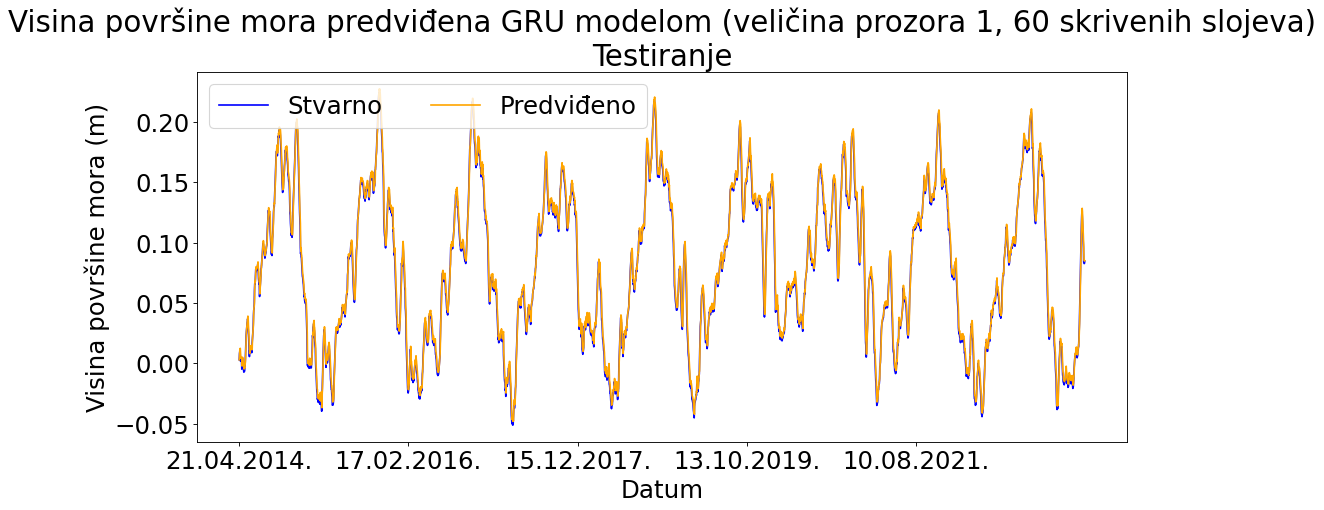 Visina površine mora predviđena GRU modelom (veličina prozora 1, 60 skrivenih slojeva)
Testiranje
Stvarno
Predviđeno
Visina površine mora (m)
0.20
0.15
0.10
0.05
0.00
−0.05
21.04.2014.
17.02.2016.
15.12.2017.
13.10.2019.
10.08.2021.
Datum